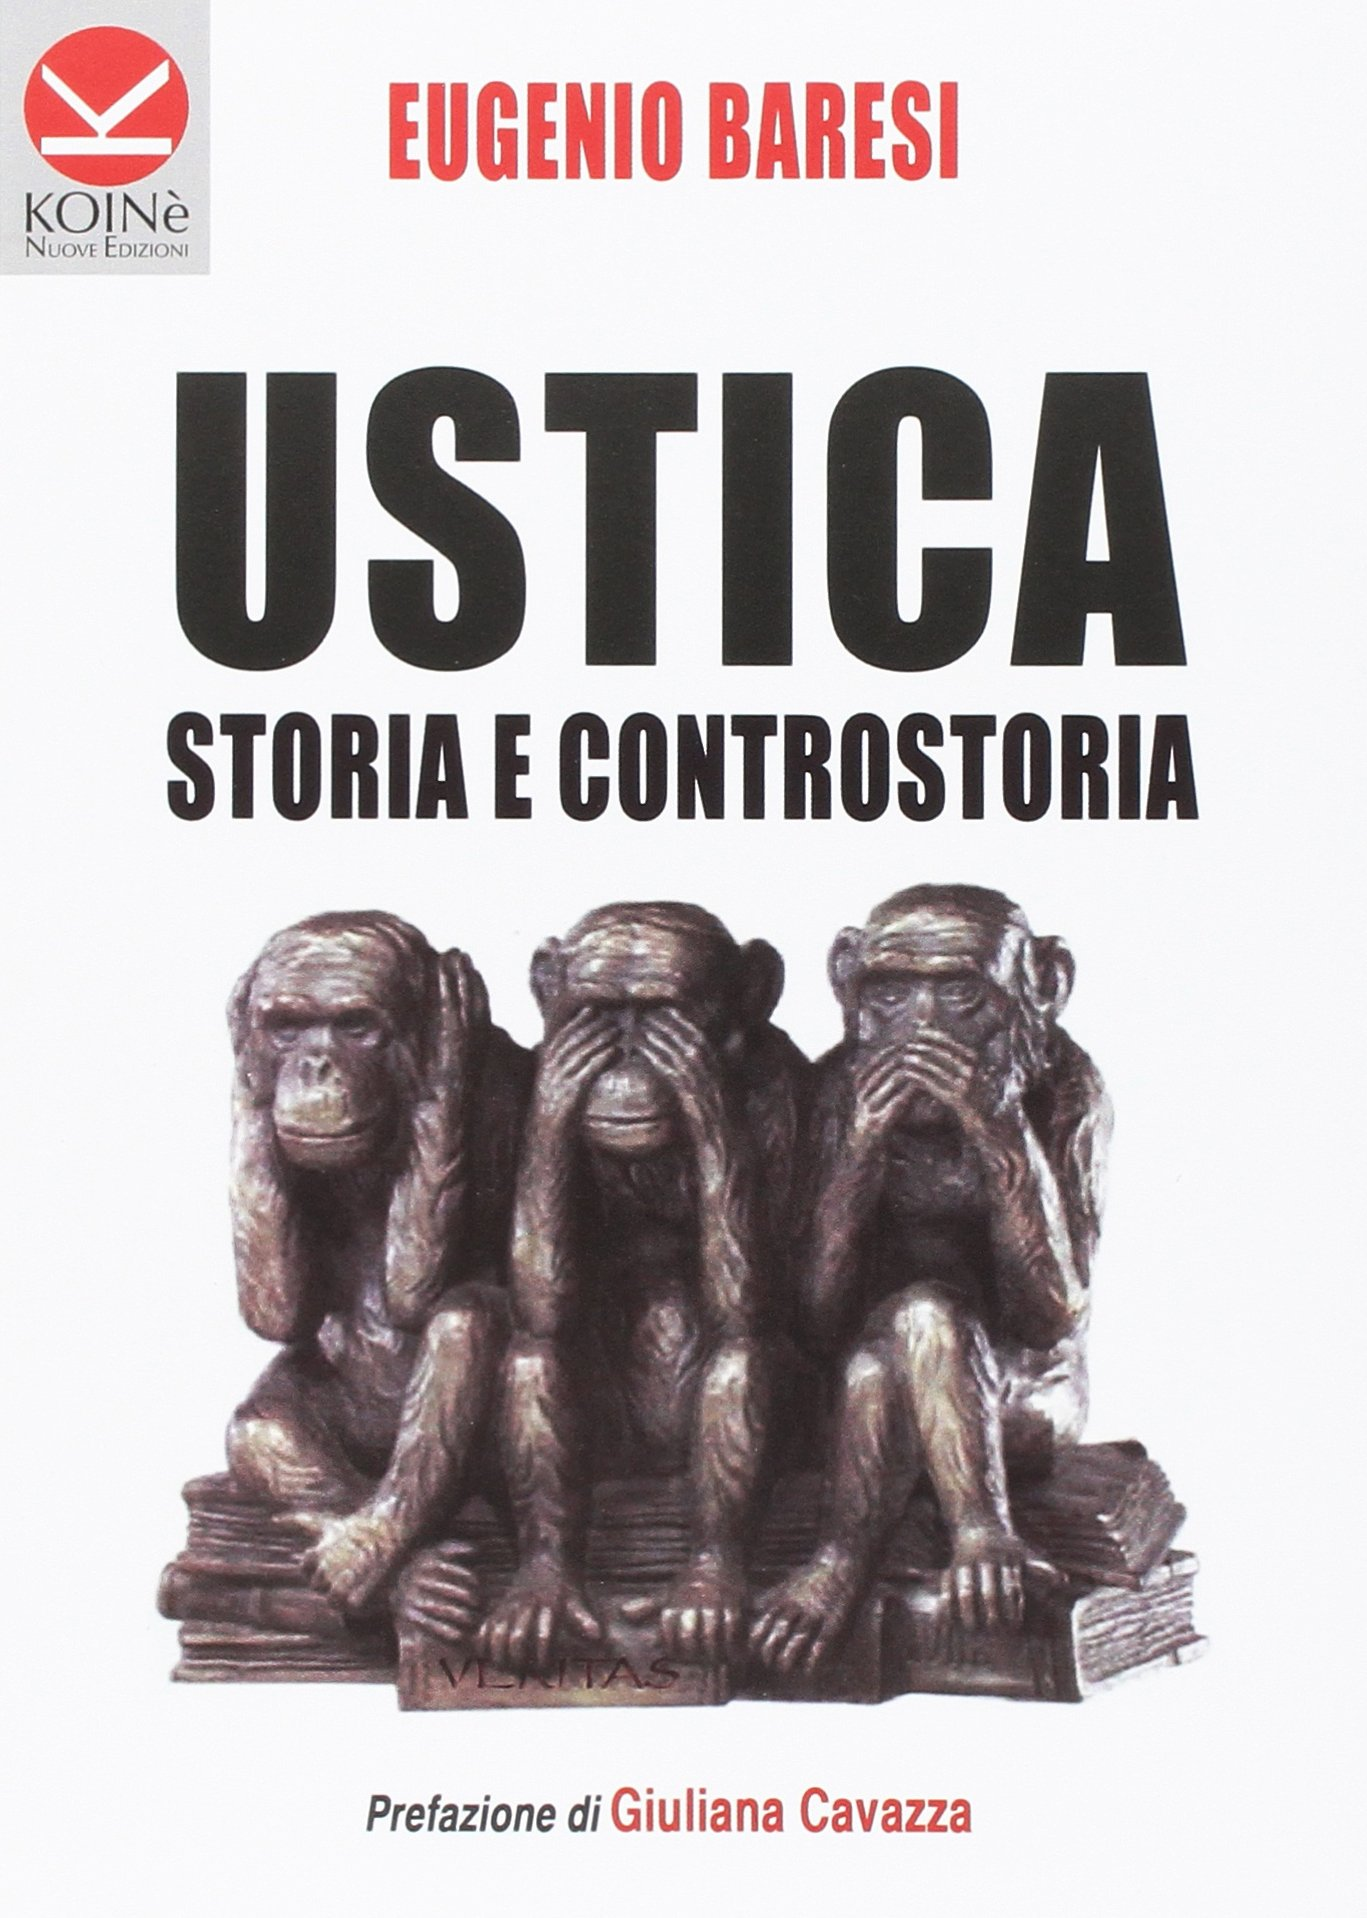 KOINè
NUOVE EDIZIONI
EUGENIO BARESI
USTICA
STORIA E CONTROSTORIA
VERITAS
Prefazione di Giuliana Cavazza